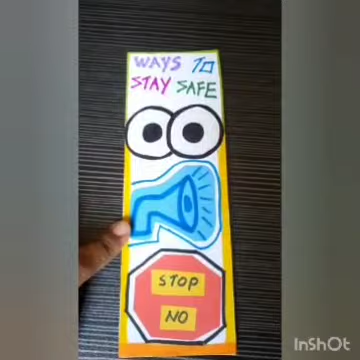 WAYS TO
STAY SAFE
STOP
NO
InShOt